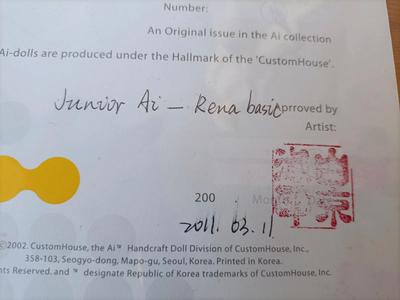 Number:
An Original issue in the Ai collection
Ai-dolls are produced under the Hallmark of the 'CustomHouse'.
Junior Ai - Rena basic
pproved by
Artist:
200
2011. 03. 11
©2002. CustomHouse, the Ai™ Handcraft Doll Division of CustomHouse, Inc.,
358-103, Seogyo-dong, Mapo-gu, Seoul, Korea. Printed in Korea.
nts Reserved. and ™ designate Republic of Korea trademarks of CustomHouse, Inc.